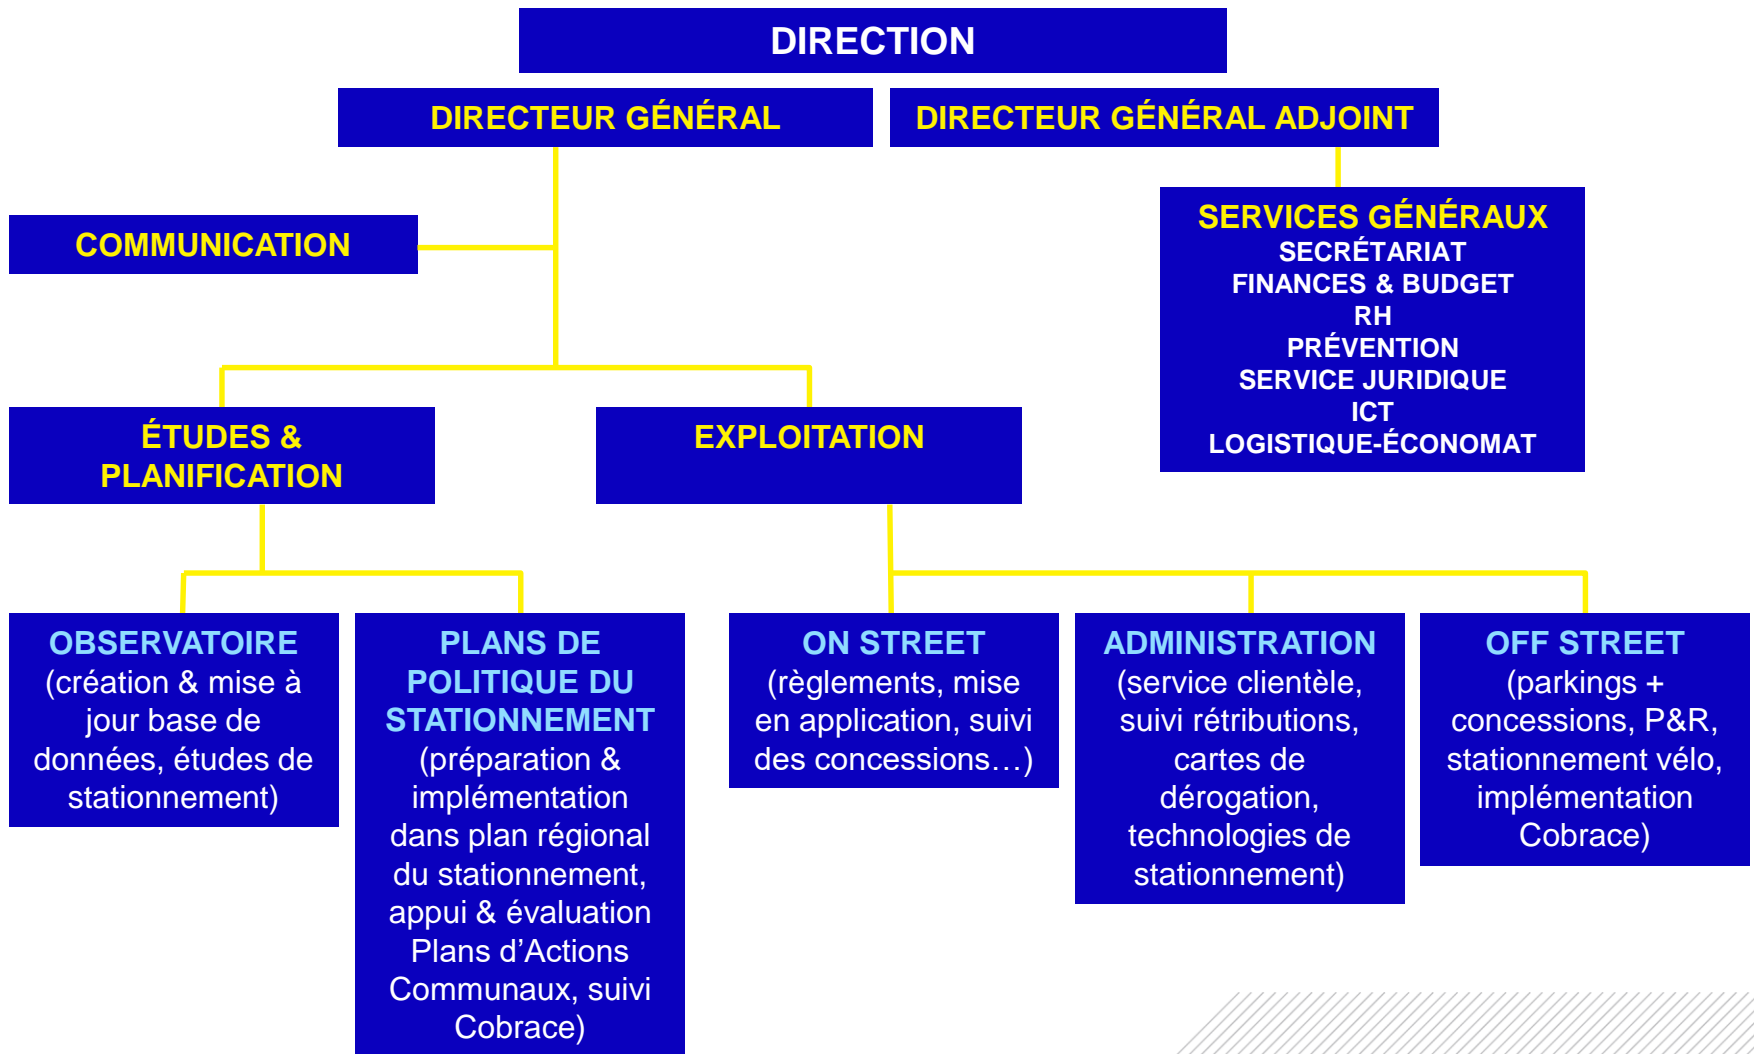 DIRECTION
DIRECTEUR GÉNÉRAL
DIRECTEUR GÉNÉRAL ADJOINT
COMMUNICATION
SERVICES GÉNÉRAUX
SECRÉTARIAT
FINANCES & BUDGET
RH
PRÉVENTION
SERVICE JURIDIQUE
ICT
LOGISTIQUE-ÉCONOMAT
ÉTUDES &
PLANIFICATION
EXPLOITATION
OBSERVATOIRE
(création & mise à
jour base de
données, études de
stationnement)
PLANS DE
POLITIQUE DU
STATIONNEMENT
(préparation &
implémentation
dans plan régional
du stationnement,
appui & évaluation
Plans d’Actions
Communaux, suivi
Cobrace)
ON STREET
(règlements, mise
en application, suivi
des concessions…)
ADMINISTRATION
(service clientèle,
suivi rétributions,
cartes de
dérogation,
technologies de
stationnement)
OFF STREET
(parkings +
concessions, P&R,
stationnement vélo,
implémentation
Cobrace)